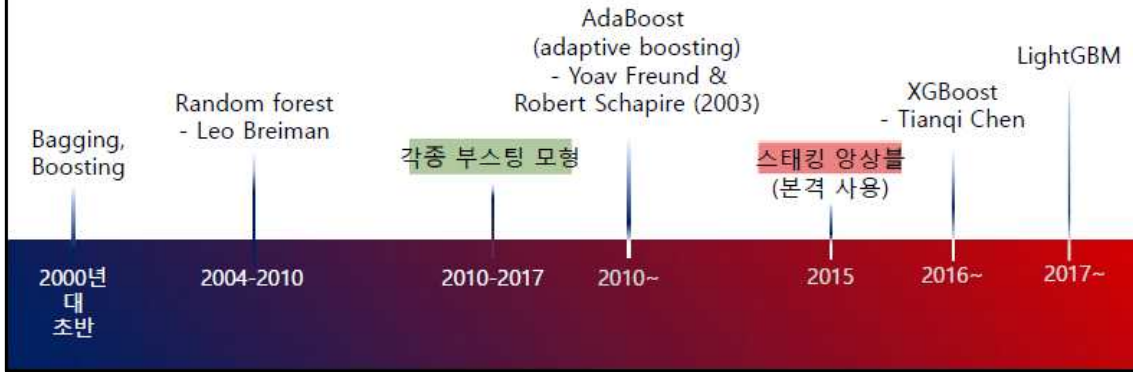 Bagging,
Boosting
2000년
대
초반
Random forest
- Leo Breiman
2004-2010
각종 부스팅 모형
2010-2017
AdaBoost
(adaptive boosting)
- Yoav Freund &
Robert Schapire (2003)
2010~
스태킹 앙상블
(본격 사용)
2015
XGBoost
- Tianqi Chen
2016~
LightGBM
2017~